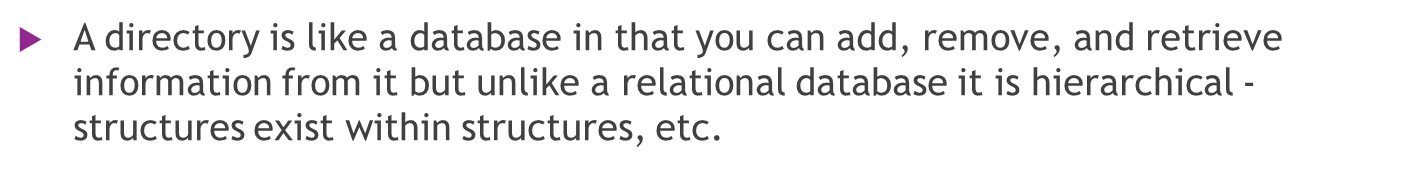 A directory is like a database in that you can add, remove, and retrieve
information from it but unlike a relational database it is hierarchical -
structures exist within structures, etc.